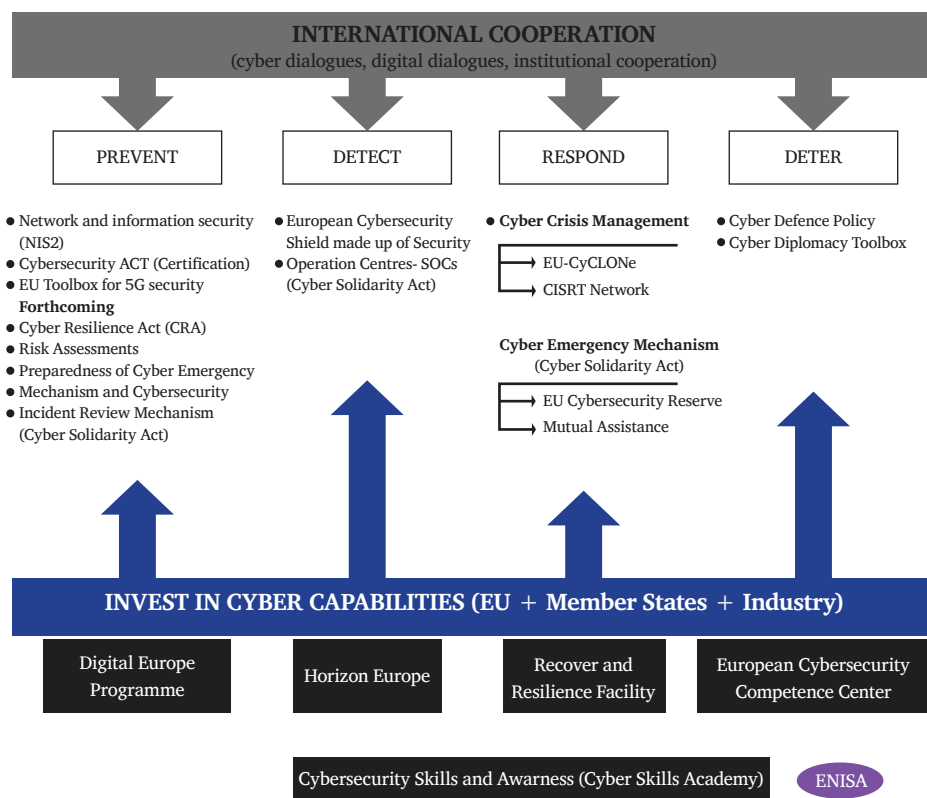 INTERNATIONAL COOPERATION
(cyber dialogues, digital dialogues, institutional cooperation)
PREVENT
● Network and information security
(NIS2)
● Cybersecurity ACT (Certification)
● EU Toolbox for 5G security
Forthcoming
● Cyber Resilience Act (CRA)
● Risk Assessments
● Preparedness of Cyber Emergency
● Mechanism and Cybersecurity
● Incident Review Mechanism
(Cyber Solidarity Act)
DETECT
● European Cybersecurity
Shield made up of Security
● Operation Centres- SOCs
(Cyber Solidarity Act)
RESPOND
● Cyber Crisis Management
EU-CyCLONe
CISRT Network
Cyber Emergency Mechanism
(Cyber Solidarity Act)
EU Cybersecurity Reserve
Mutual Assistance
DETER
● Cyber Defence Policy
● Cyber Diplomacy Toolbox
INVEST IN CYBER CAPABILITIES (EU + Member States + Industry)
Digital Europe
Programme
Horizon Europe
Recover and
Resilience Facility
European Cybersecurity
Competence Center
Cybersecurity Skills and Awarness (Cyber Skills Academy)
ENISA